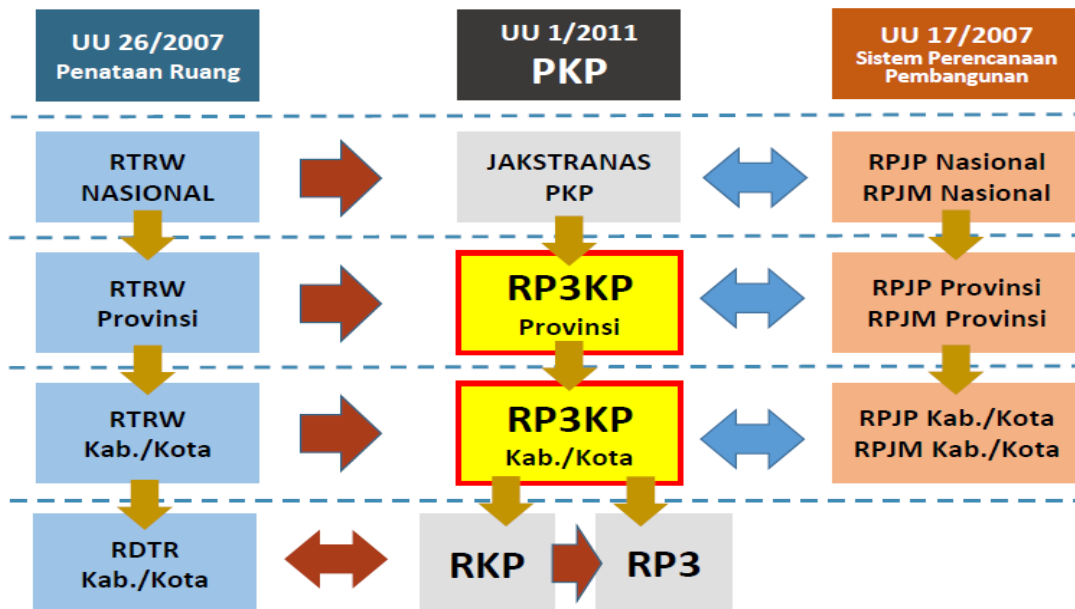 UU 26/2007
Penataan Ruang
UU 1/2011
PKP
UU 17/2007
Sistem Perencanaan
Pembangunan
RTRW
NASIONAL
JAKSTRANAS
PKP
RPJP Nasional
RPJM Nasional
RTRW
Provinsi
RP3KP
Provinsi
RPJP Provinsi
RPJM Provinsi
RTRW
Kab./Kota
RP3KP
Kab./Kota
RPJP Kab./Kota
RPJM Kab./Kota
RDTR
Kab./Kota
RKP
RP3